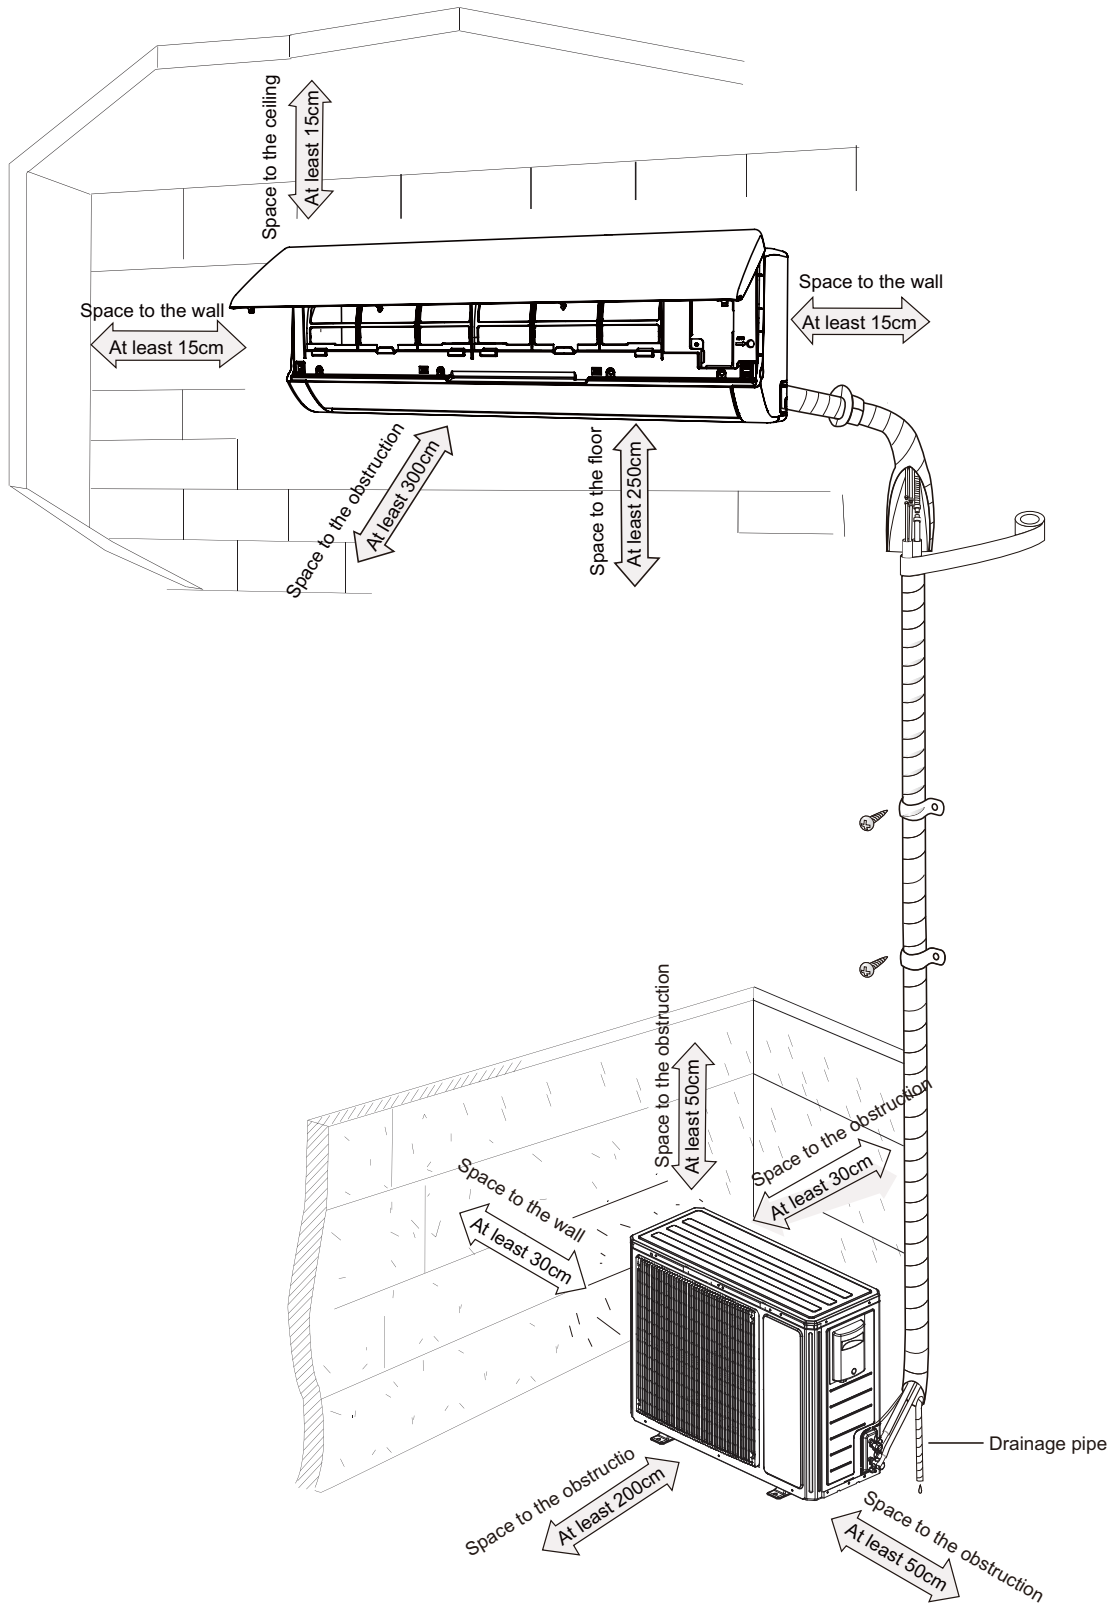 Space to the ceiling
At least 15cm
Space to the wall
At least 15cm
Space to the wall
At least 15cm
Space to the obstruction
At least 300cm
Space to the floor
At least 250cm
Space to the obstruction
At least 50cm
Space to the obstruction
At least 30cm
Space to the wall
At least 30cm
Drainage pipe
Space to the obstructio
At least 200cm
Space to the obstruction
At least 50cm